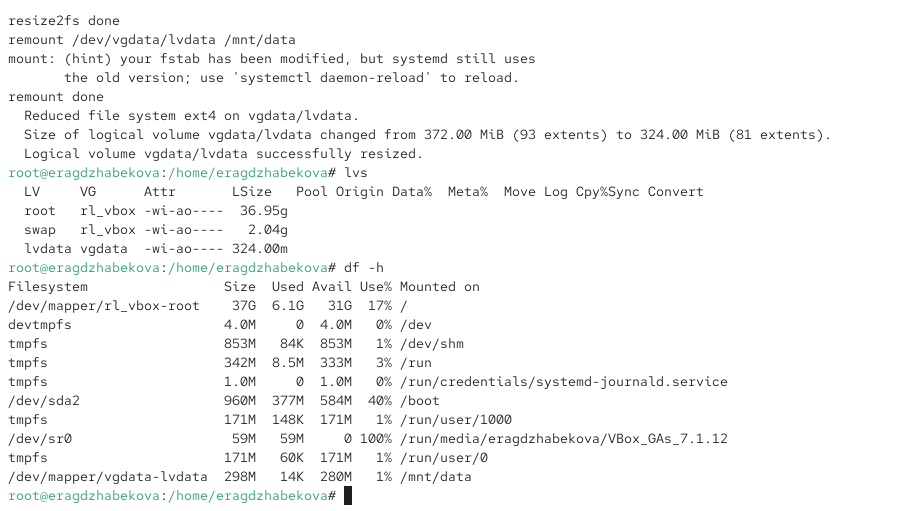 resize2fs done
remount /dev/vgdata/lvdata /mnt/data
mount: (hint) your fstab has been modified, but systemd still uses
       the old version; use 'systemctl daemon-reload' to reload.
remount done
  Reduced file system ext4 on vgdata/lvdata.
  Size of logical volume vgdata/lvdata changed from 372.00 MiB (93 extents) to 324.00 MiB (81 extents).
  Logical volume vgdata/lvdata successfully resized.
root@eragdzhabekova:/home/eragdzhabekova# lvs
  LV     VG      Attr       LSize   Pool Origin Data%  Meta%  Move Log Cpy%Sync Convert
  root   rl_vbox -wi-ao----  36.95g
  swap   rl_vbox -wi-ao----   2.04g
  lvdata vgdata  -wi-ao---- 324.00m
root@eragdzhabekova:/home/eragdzhabekova# df -h
Filesystem                 Size  Used Avail Use% Mounted on
/dev/mapper/rl_vbox-root    37G  6.1G   31G  17% /
devtmpfs                   4.0M     0  4.0M   0% /dev
tmpfs                      853M   84K  853M   1% /dev/shm
tmpfs                      342M  8.5M  333M   3% /run
tmpfs                      1.0M     0  1.0M   0% /run/credentials/systemd-journald.service
/dev/sda2                  960M  377M  584M  40% /boot
tmpfs                      171M  148K  171M   1% /run/user/1000
/dev/sr0                    59M   59M     0 100% /run/media/eragdzhabekova/VBox_GAs_7.1.12
tmpfs                      171M   60K  171M   1% /run/user/0
/dev/mapper/vgdata-lvdata  298M   14K  280M   1% /mnt/data
root@eragdzhabekova:/home/eragdzhabekova#